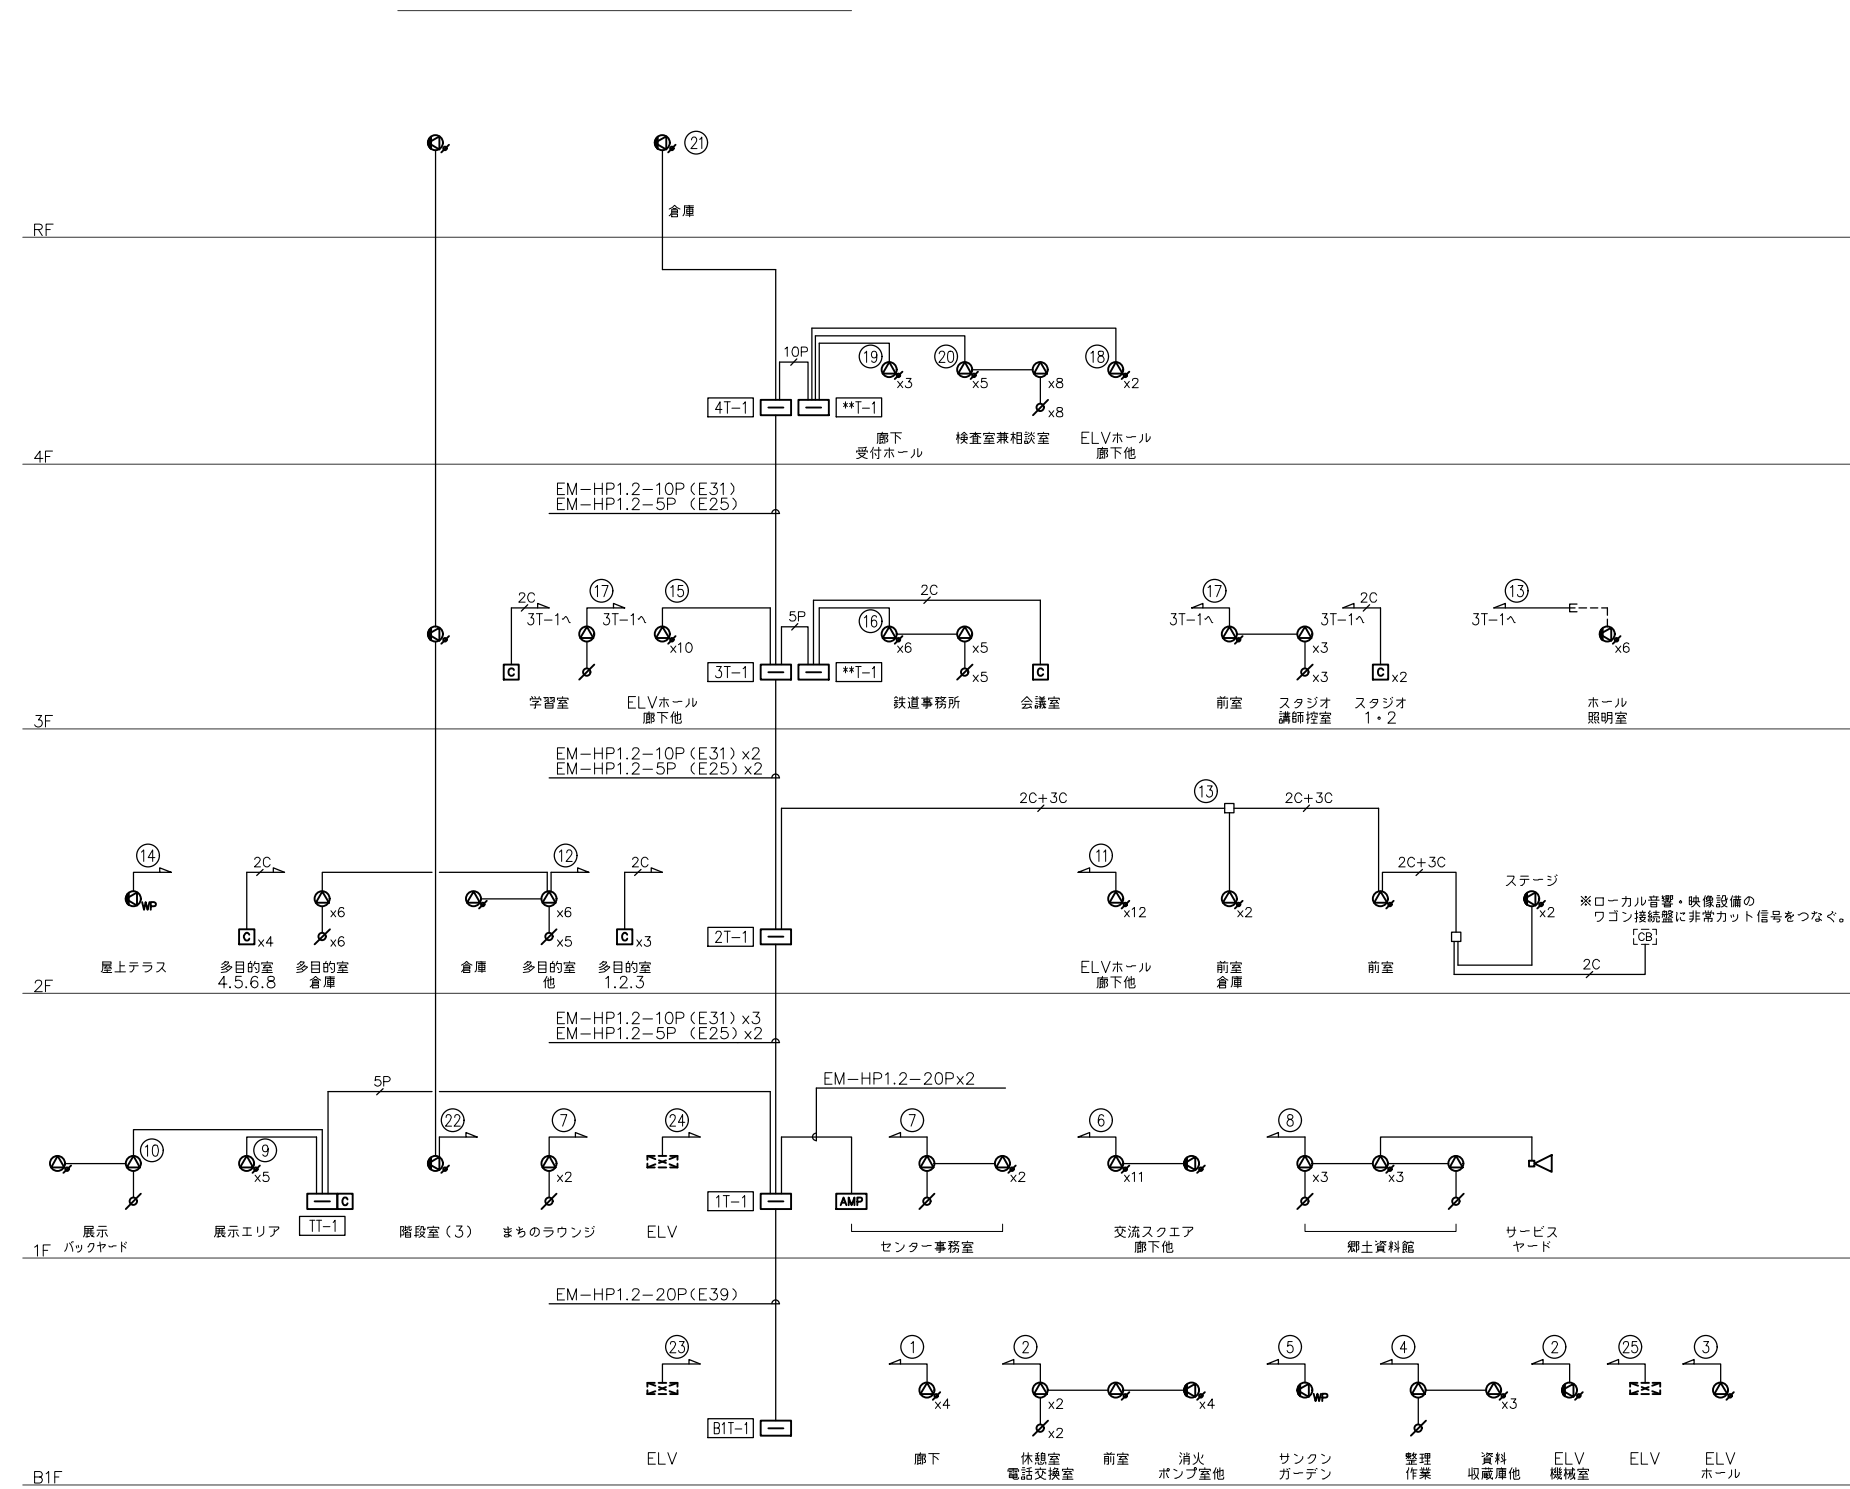 ㉑
倉庫
RF
10P
⑲
⑳
⑱
x3
x5
x8
x2
x8
4T-1
**T-1
廊下
受付ホール
検査室兼相談室
ELVホール
廊下他
4F
EM-HP1.2-10P(E31)
EM-HP1.2-5P (E25)
2C
3T-1へ
⑰
3T-1へ
⑮
x10
5P
2C
⑯
x6
x5
x5
⑰
3T-1へ
x3
x3
2C
3T-1へ
⑬
3T-1へ
x6
C
3T-1
**T-1
C
C
x2
学習室
ELVホール
廊下他
鉄道事務所
会議室
前室
スタジオ
講師控室
スタジオ
1・2
ホール
照明室
3F
EM-HP1.2-10P(E31)x2
EM-HP1.2-5P (E25)x2
2C+3C
⑬
2C+3C
⑭
2C
⑫
2C
⑪
2C+3C
ステージ
WP
x6
x6
x12
x2
x2
※ローカル音響・映像設備の
ワゴン接続盤に非常カット信号をつなぐ。
C
x4
x6
x5
C
x3
2T-1
CB
2C
屋上テラス
多目的室
4.5.6.8
多目的室
倉庫
倉庫
多目的室
他
多目的室
1.2.3
ELVホール
廊下他
前室
倉庫
前室
2F
EM-HP1.2-10P(E31)x3
EM-HP1.2-5P (E25)x2
5P
EM-HP1.2-20Px2
⑩
⑨
㉒
⑦
㉔
⑦
⑥
⑧
x5
x2
x2
x11
x3
x3
C
TT-1
1T-1
AMP
展示
バックヤード
展示エリア
階段室(3)
まちのラウンジ
ELV
センター事務室
交流スクエア
廊下他
郷土資料館
サービス
ヤード
1F
EM-HP1.2-20P(E39)
㉓
①
②
⑤
④
②
㉕
③
x4
x2
x2
x4
WP
x3
B1T-1
ELV
廊下
休憩室
電話交換室
前室
消火
ポンプ室他
サンクン
ガーデン
整理
作業
資料
収蔵庫他
ELV
機械室
ELV
ELV
ホール
B1F